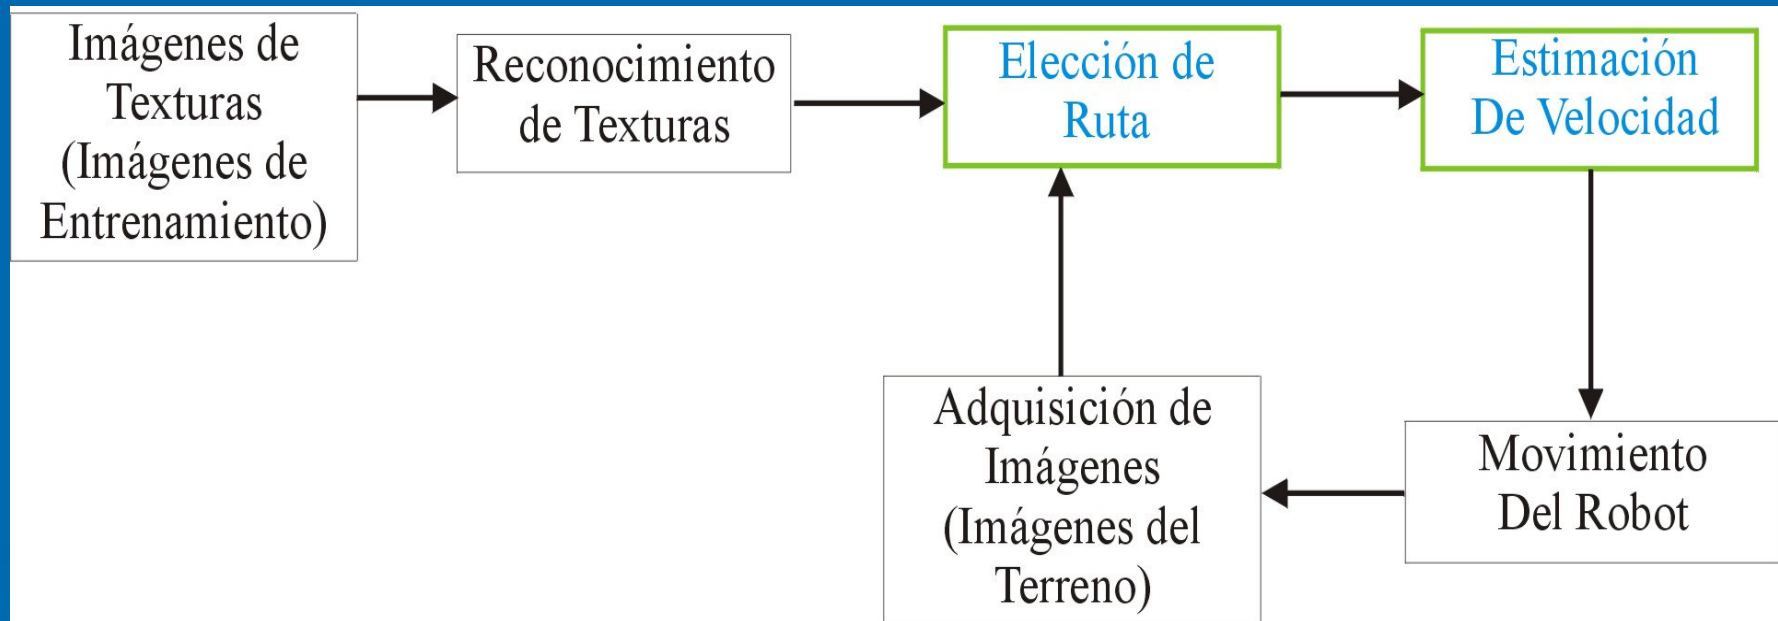 Imágenes de
Texturas
(Imágenes de
Entrenamiento)
Reconocimiento
de Texturas
Elección de
Ruta
Estimación
De Velocidad
Adquisición de
Imágenes
(Imágenes del
Terreno)
Movimiento
Del Robot